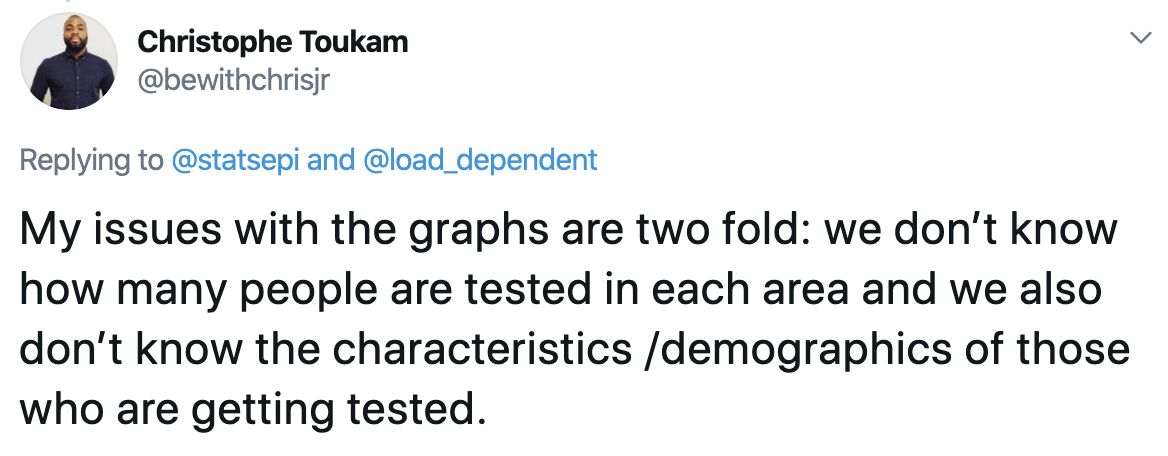 Christophe Toukam
@bewithchrisjr
Replying to @statsepi and @load_dependent
My issues with the graphs are two fold: we don’t know
how many people are tested in each area and we also
don’t know the characteristics /demographics of those
who are getting tested.